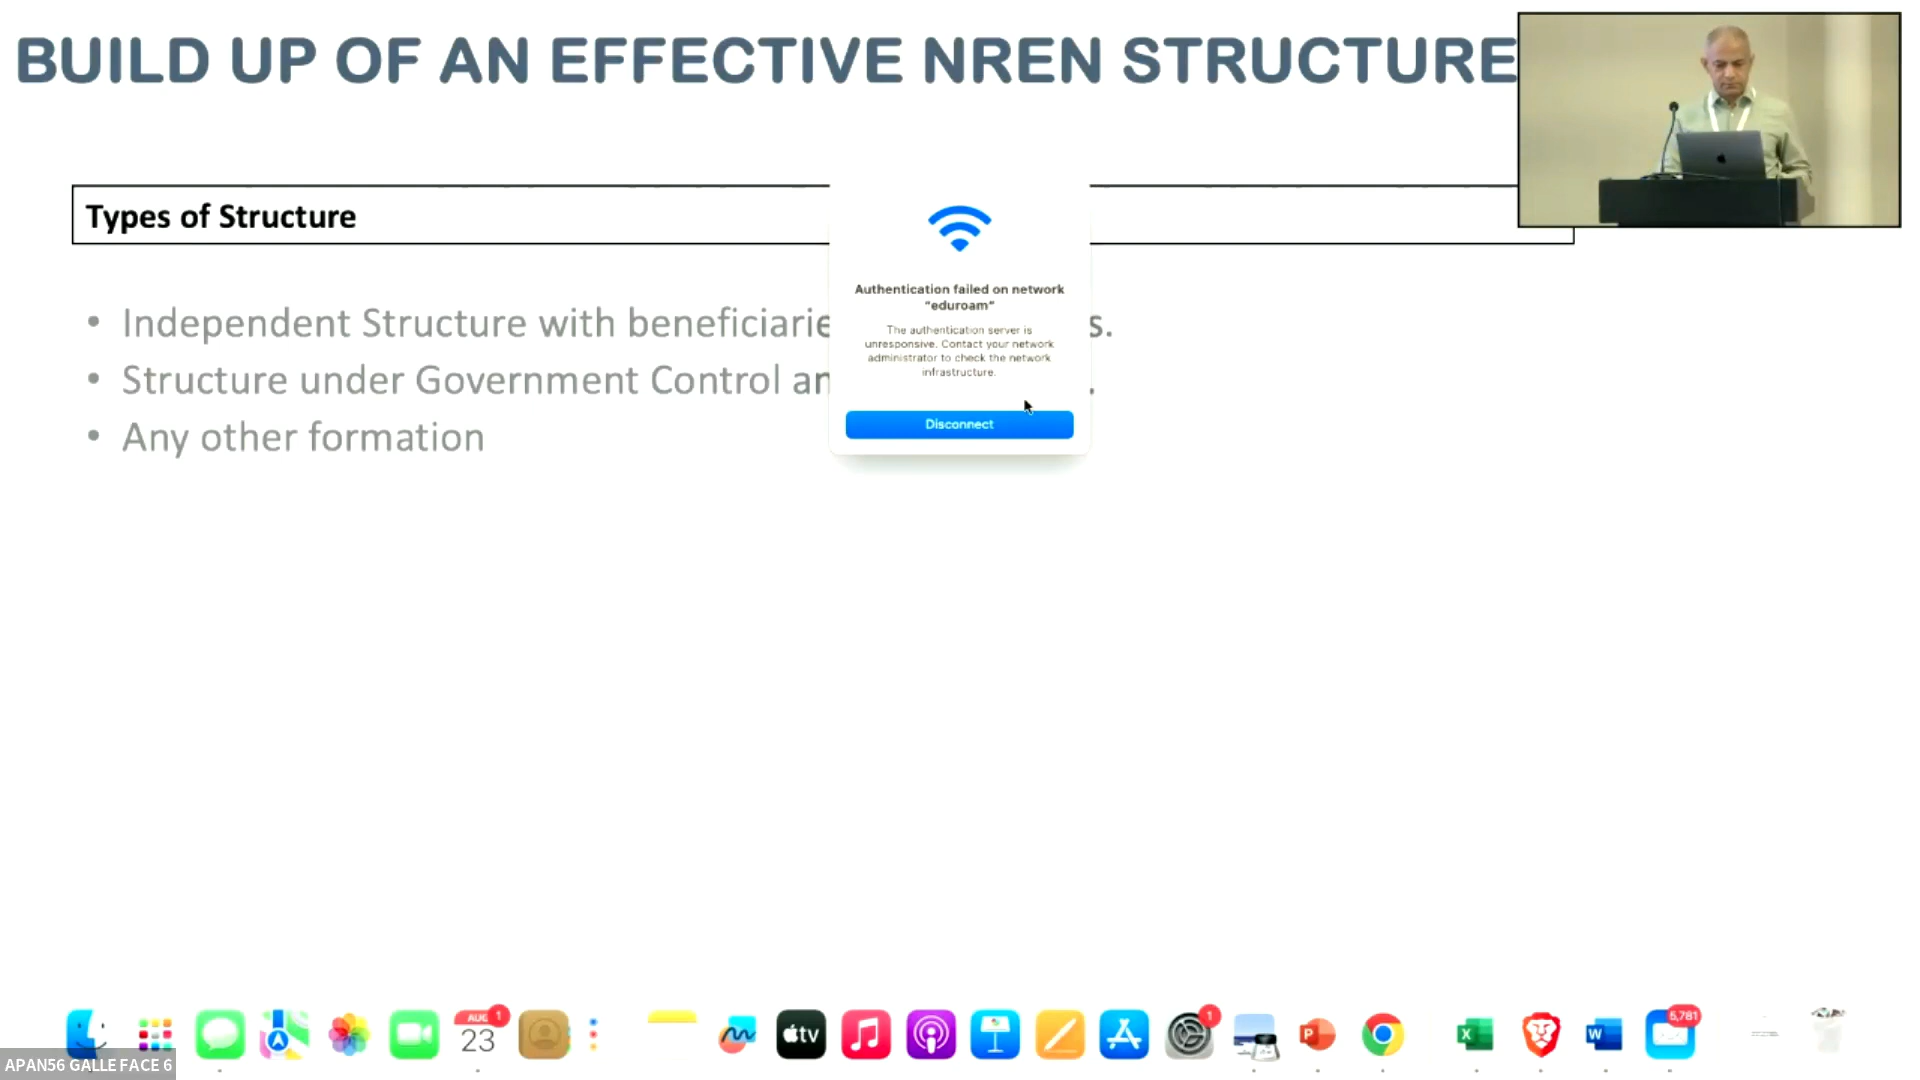 BUILD UP OF AN EFFECTIVE NREN STRUCTURE
Types of Structure
Authentication failed on network
“eduroam”
• Independent Structure with beneficiarie s.
The authentication server is
unresponsive. Contact your network
administrator to check the network
infrastructure.
• Structure under Government Control an .
Disconnect
• Any other formation
AUG 1
23
tv
1
P
X
W
5,781
APAN56 GALLE FACE 6